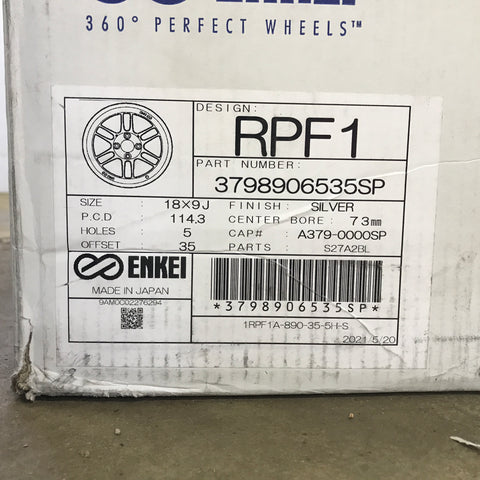 ENKEI
360° PERFECT WHEELS™
DESIGN:
RPF1
PART NUMBER:
3798906535SP
SIZE : 18×9J FINISH: SILVER
P.C.D : 114.3 CENTER BORE: 73mm
HOLES : 5 CAP#: A379-0000SP
OFFSET : 35 PARTS : S27A2BL
ENKEI
MADE IN JAPAN
9AM0C02276294
*3798906535SP*
1RPF1A-890-35-5H-S
2021/5/20